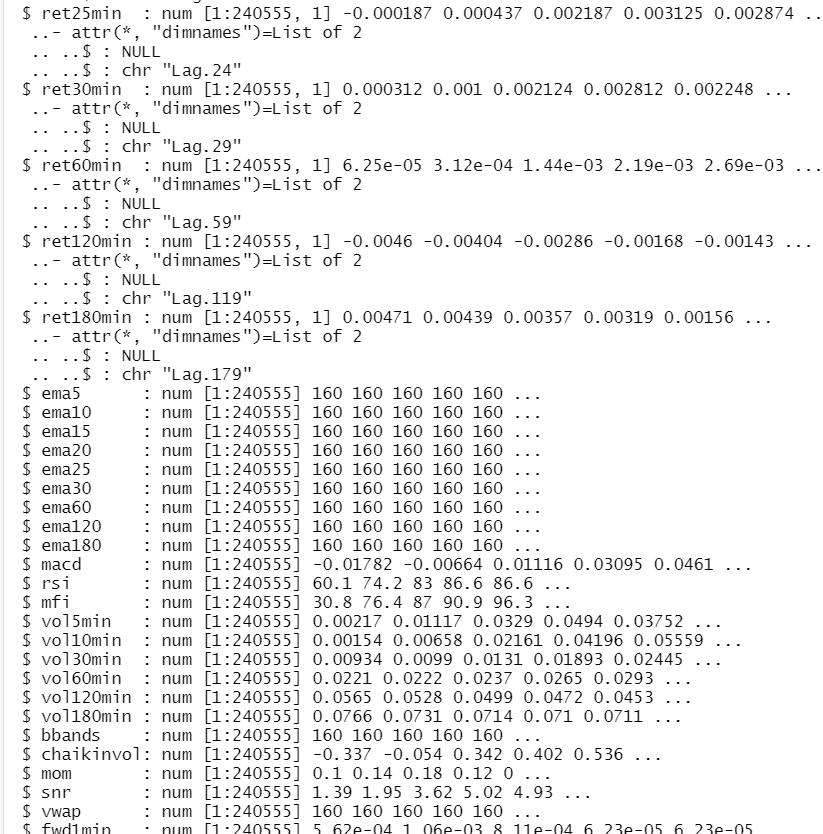 $ ret25min  : num [1:240555, 1] -0.000187 0.000437 0.002187 0.003125 0.002874 ..
 ..- attr(*, "dimnames")=List of 2
 .. ..$ : NULL
 .. ..$ : chr "Lag.24"
$ ret30min  : num [1:240555, 1] 0.000312 0.001 0.002124 0.002812 0.002248 ...
 ..- attr(*, "dimnames")=List of 2
 .. ..$ : NULL
 .. ..$ : chr "Lag.29"
$ ret60min  : num [1:240555, 1] 6.25e-05 3.12e-04 1.44e-03 2.19e-03 2.69e-03 ...
 ..- attr(*, "dimnames")=List of 2
 .. ..$ : NULL
 .. ..$ : chr "Lag.59"
$ ret120min : num [1:240555, 1] -0.0046 -0.00404 -0.00286 -0.00168 -0.00143 ...
 ..- attr(*, "dimnames")=List of 2
 .. ..$ : NULL
 .. ..$ : chr "Lag.119"
$ ret180min : num [1:240555, 1] 0.00471 0.00439 0.00357 0.00319 0.00156 ...
 ..- attr(*, "dimnames")=List of 2
 .. ..$ : NULL
 .. ..$ : chr "Lag.179"
$ ema5      : num [1:240555] 160 160 160 160 160 ...
$ ema10     : num [1:240555] 160 160 160 160 160 ...
$ ema15     : num [1:240555] 160 160 160 160 160 ...
$ ema20     : num [1:240555] 160 160 160 160 160 ...
$ ema25     : num [1:240555] 160 160 160 160 160 ...
$ ema30     : num [1:240555] 160 160 160 160 160 ...
$ ema60     : num [1:240555] 160 160 160 160 160 ...
$ ema120    : num [1:240555] 160 160 160 160 160 ...
$ ema180    : num [1:240555] 160 160 160 160 160 ...
$ macd      : num [1:240555] -0.01782 -0.00664 0.01116 0.03095 0.0461 ...
$ rsi       : num [1:240555] 60.1 74.2 83 86.6 86.6 ...
$ mfi       : num [1:240555] 30.8 76.4 87 90.9 96.3 ...
$ vol5min   : num [1:240555] 0.00217 0.01117 0.0329 0.0494 0.03752 ...
$ vol10min  : num [1:240555] 0.00154 0.00658 0.02161 0.04196 0.05559 ...
$ vol30min  : num [1:240555] 0.00934 0.0099 0.0131 0.01893 0.02445 ...
$ vol60min  : num [1:240555] 0.0221 0.0222 0.0237 0.0265 0.0293 ...
$ vol120min : num [1:240555] 0.0565 0.0528 0.0499 0.0472 0.0453 ...
$ vol180min : num [1:240555] 0.0766 0.0731 0.0714 0.071 0.0711 ...
$ bbands    : num [1:240555] 160 160 160 160 160 ...
$ chaikinvol: num [1:240555] -0.337 -0.054 0.342 0.402 0.536 ...
$ mom       : num [1:240555] 0.1 0.14 0.18 0.12 0 ...
$ snr       : num [1:240555] 1.39 1.95 3.62 5.02 4.93 ...
$ vwap      : num [1:240555] 160 160 160 160 160 ...
$ fwd1min   : num [1:240555] 5.62e-04 1.06e-03 8.11e-04 6.23e-05 6.23e-05